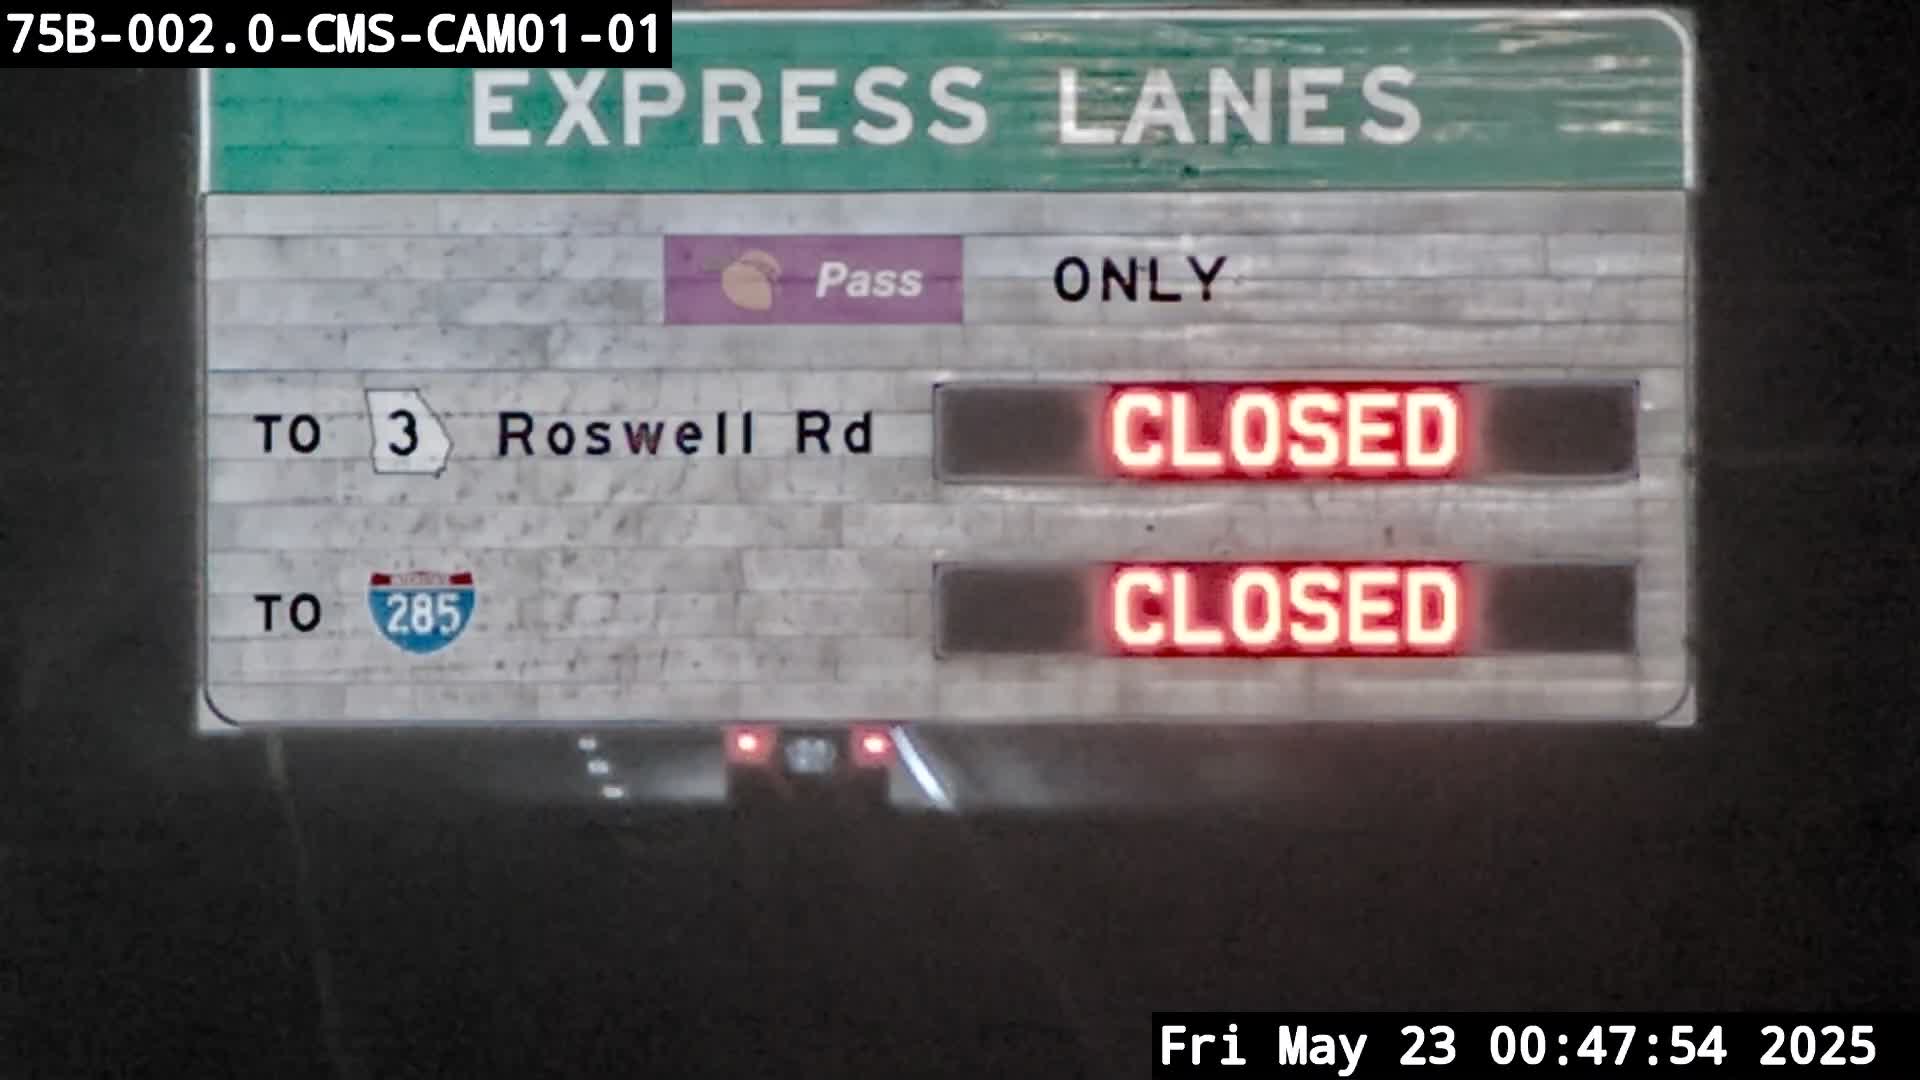 75B-002.0-CMS-CAM01-01
EXPRESS LANES
Pass ONLY
TO 3 Roswell Rd CLOSED
TO 285 CLOSED
Fri May 23 00:47:54 2025